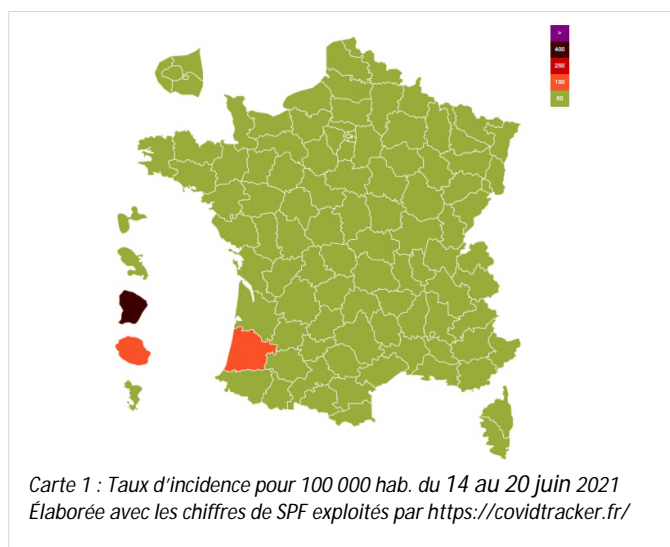 >
400
250
150
50
Carte 1 : Taux d’incidence pour 100 000 hab. du 14 au 20 juin 2021
Élaborée avec les chiffres de SPF exploités par https://covidtracker.fr/